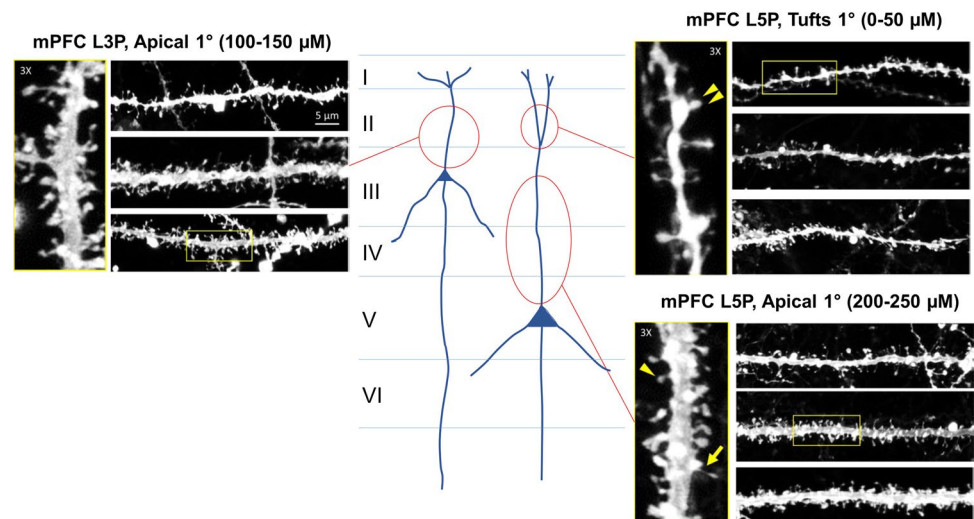 mPFC L5P, Tufts 1° (0-50 µM)
mPFC L3P, Apical 1° (100-150 µM)
3X
5 µm
3X
I
II
III
IV
V
VI
mPFC L5P, Apical 1° (200-250 µM)
3X